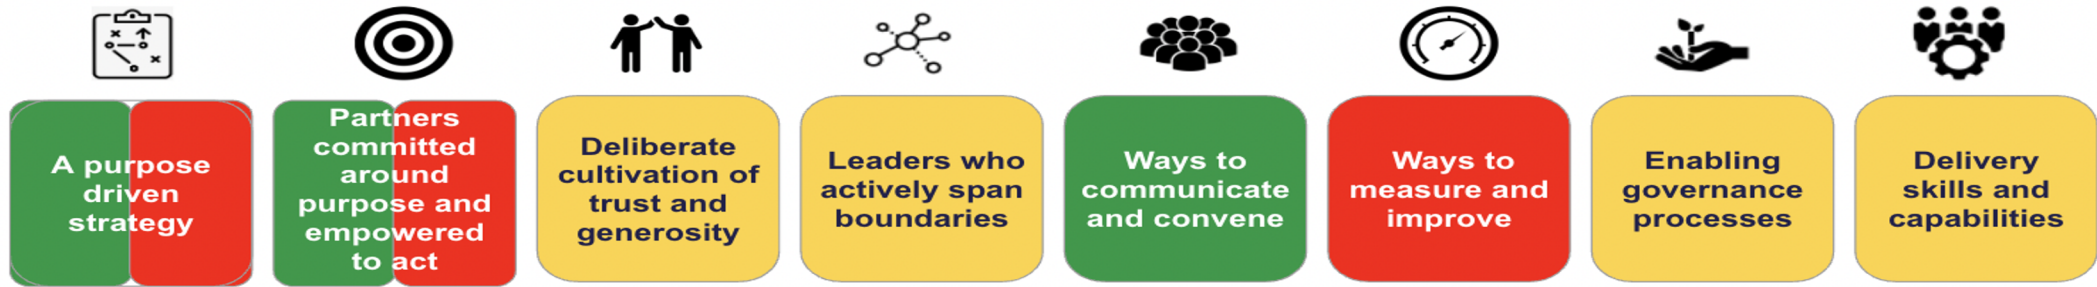 A purpose
driven
strategy
Partners
committed
around
purpose and
empowered
to act
Deliberate
cultivation of
trust and
generosity
Leaders who
actively span
boundaries
Ways to
communicate
and convene
Ways to
measure and
improve
Enabling
governance
processes
Delivery
skills and
capabilities